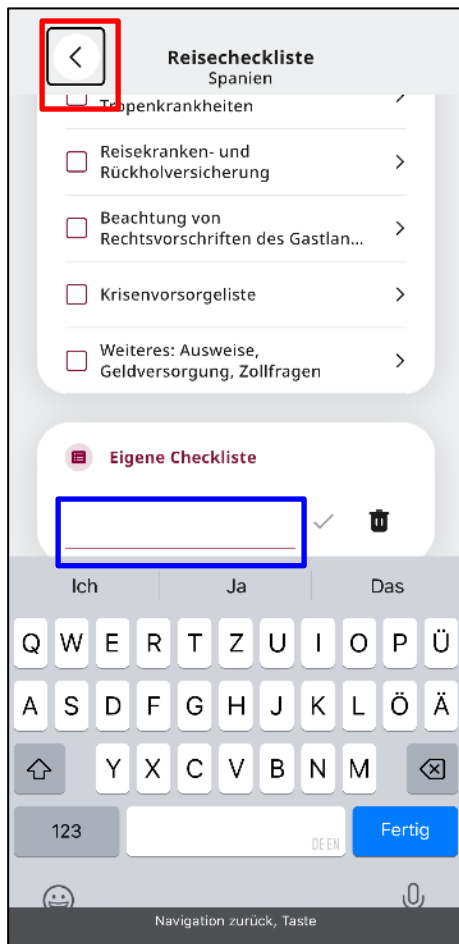 Reisecheckliste
Spanien
Tropenkrankheiten
Reisekranken- und
Rückholversicherung
Beachtung von
Rechtsvorschriften des Gastlan...
Krisenvorsorgeliste
Weiteres: Ausweise,
Geldversorgung, Zollfragen
Eigene Checkliste
Ich Ja Das
Q W E R T Z U I O P Ü
A S D F G H J K L Ö Ä
Y X C V B N M
123 DE EN Fertig
Navigation zurück, Taste